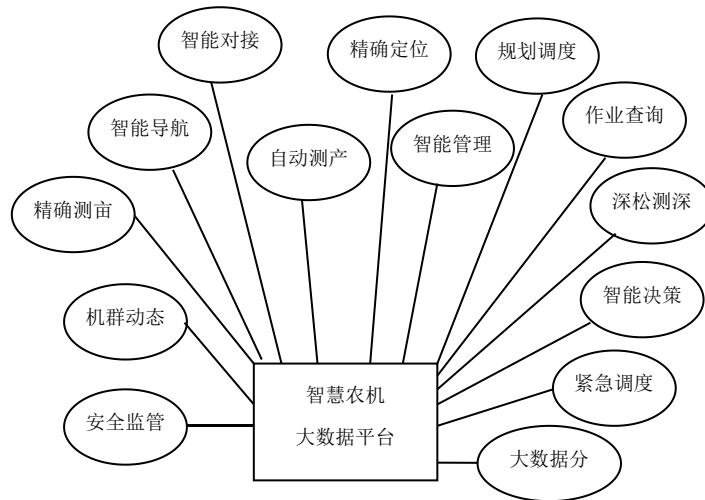 智能对接
精确定位
规划调度
智能导航
自动测产
智能管理
作业查询
精确测亩
深松测深
机群动态
智能决策
安全监管
智慧农机
大数据平台
紧急调度
大数据分